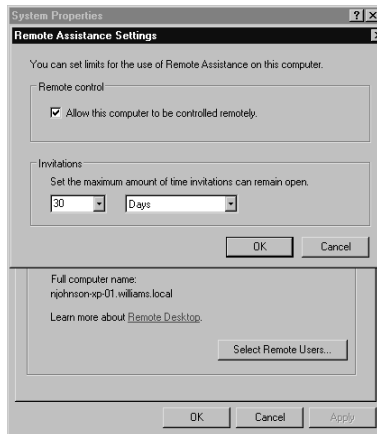 System Properties
Remote Assistance Settings
You can set limits for the use of Remote Assistance on this computer.
Remote control
Allow this computer to be controlled remotely.
Invitations
Set the maximum amount of time invitations can remain open.
30 Days
OK Cancel
Full computer name:
njohnson-xp-01.williams.local
Learn more about Remote Desktop.
Select Remote Users...
OK Cancel Apply